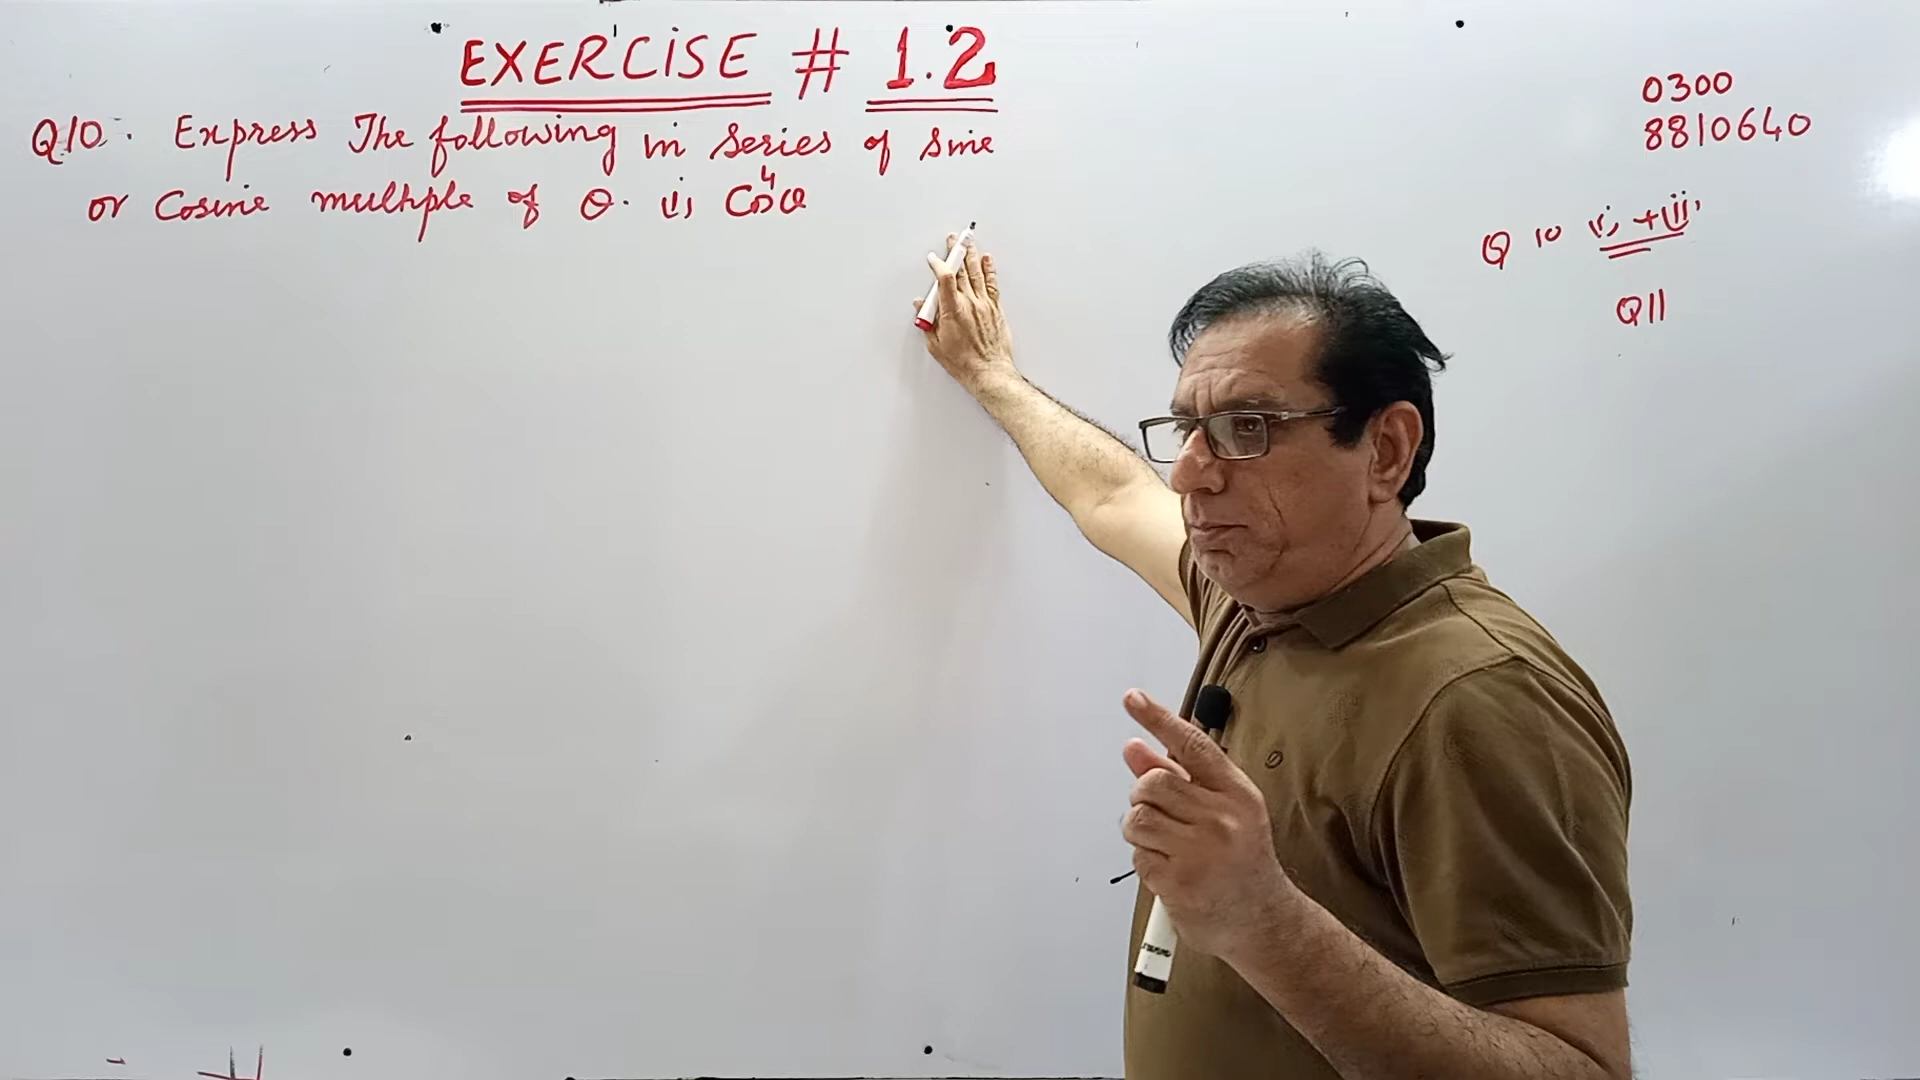 EXERCISE # 1.2
Q10. Express The following in series of sine
or Cosine multiple of θ. i, Cos⁴θ
0300
8810640
Q 10 i, + ii,
Q11